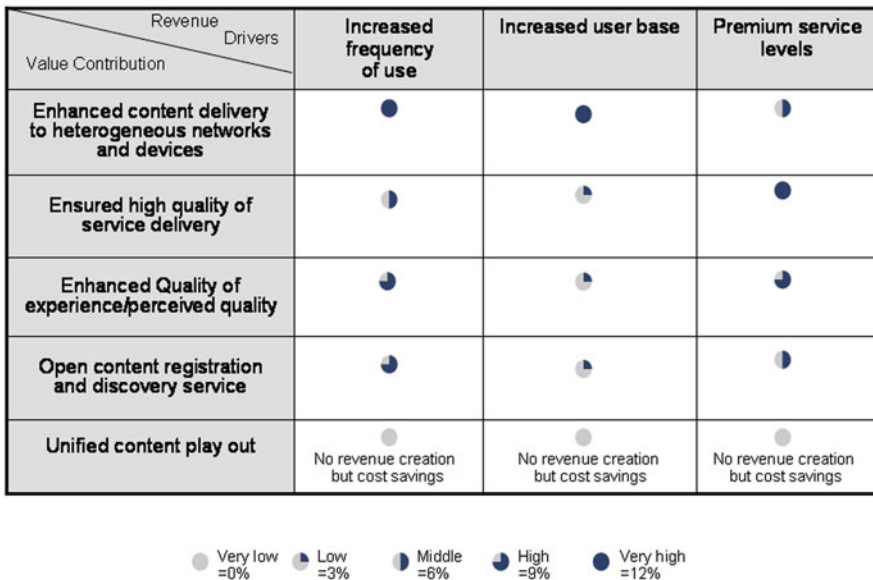 Revenue
Drivers
Value Contribution
Increased
frequency
of use
Increased user base
Premium service
levels
Enhanced content delivery
to heterogeneous networks
and devices
Ensured high quality of
service delivery
Enhanced Quality of
experience/perceived quality
Open content registration
and discovery service
Unified content play out
No revenue creation
but cost savings
No revenue creation
but cost savings
No revenue creation
but cost savings
Very low
=0%
Low
=3%
Middle
=6%
High
=9%
Very high
=12%